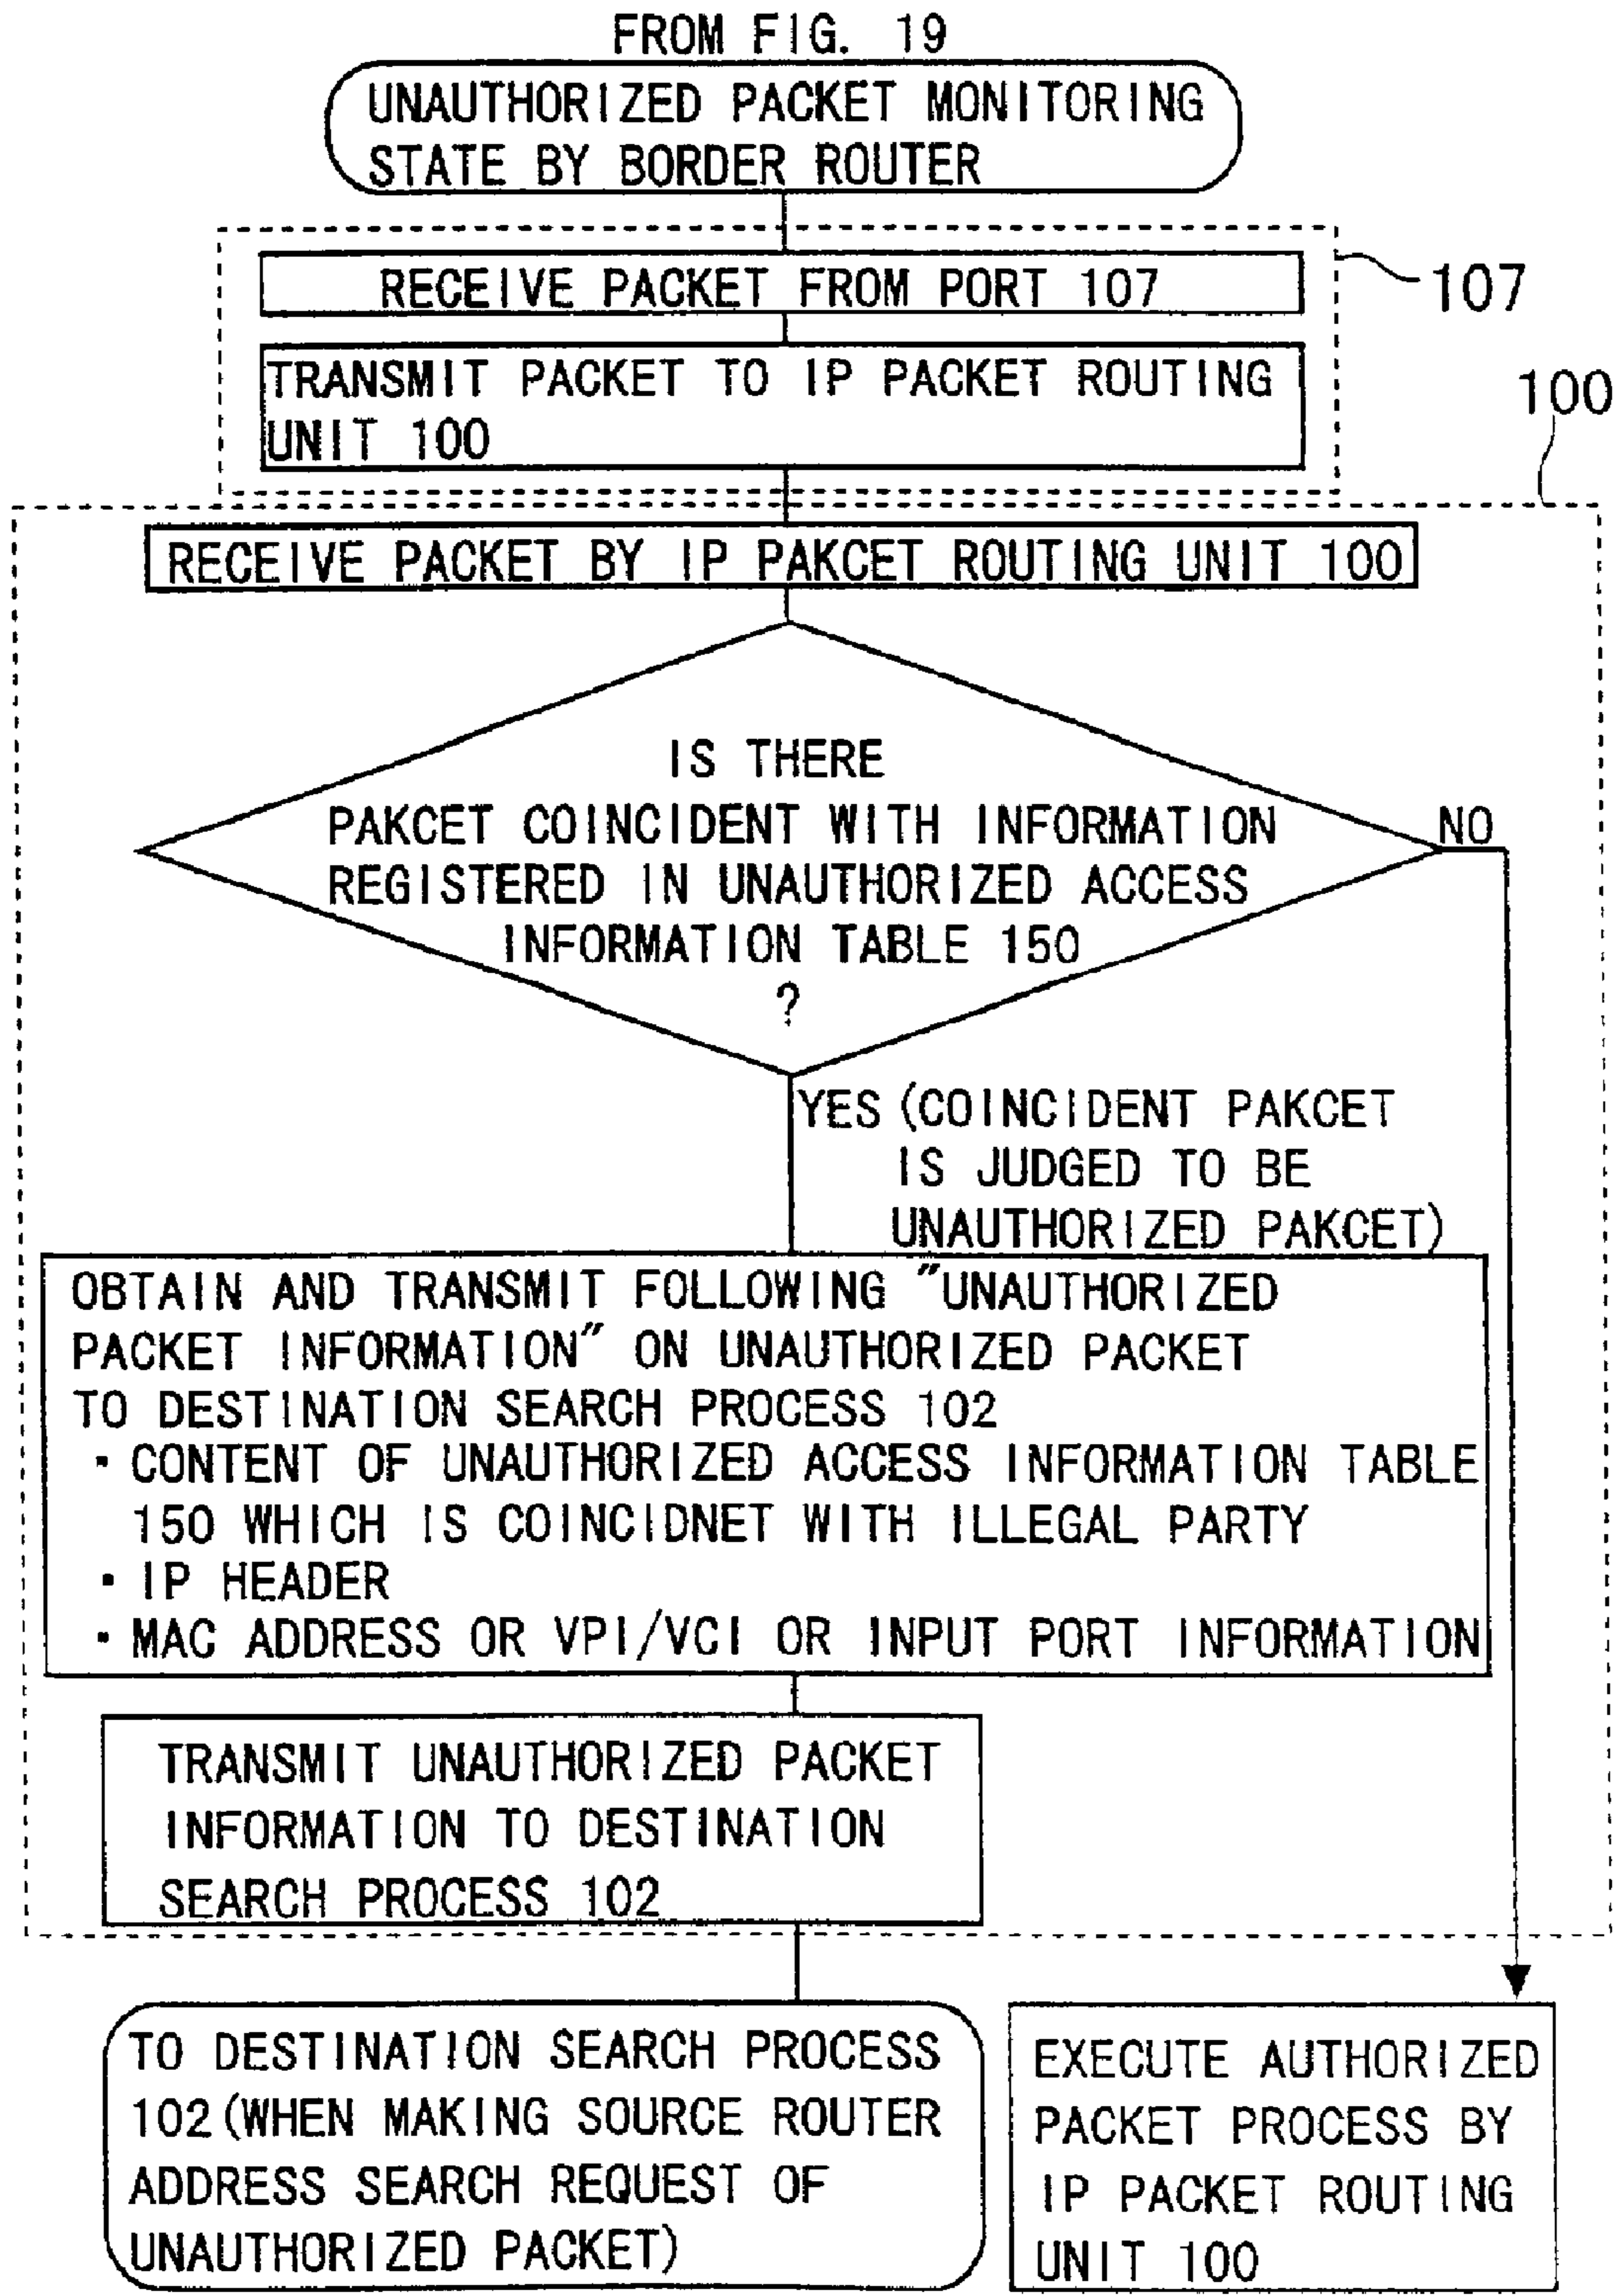 FROM FIG. 19
UNAUTHORIZED PACKET MONITORING
STATE BY BORDER ROUTER
RECEIVE PACKET FROM PORT 107
107
TRANSMIT PACKET TO IP PACKET ROUTING
UNIT 100
100
RECEIVE PACKET BY IP PAKCET ROUTING UNIT 100
IS THERE
PAKCET COINCIDENT WITH INFORMATION
REGISTERED IN UNAUTHORIZED ACCESS
INFORMATION TABLE 150
?
NO
YES (COINCIDENT PAKCET
IS JUDGED TO BE
UNAUTHORIZED PAKCET)
OBTAIN AND TRANSMIT FOLLOWING "UNAUTHORIZED
PACKET INFORMATION" ON UNAUTHORIZED PACKET
TO DESTINATION SEARCH PROCESS 102
・CONTENT OF UNAUTHORIZED ACCESS INFORMATION TABLE
150 WHICH IS COINCIDNET WITH ILLEGAL PARTY
・IP HEADER
・MAC ADDRESS OR VPI/VCI OR INPUT PORT INFORMATION
TRANSMIT UNAUTHORIZED PACKET
INFORMATION TO DESTINATION
SEARCH PROCESS 102
TO DESTINATION SEARCH PROCESS
102(WHEN MAKING SOURCE ROUTER
ADDRESS SEARCH REQUEST OF
UNAUTHORIZED PACKET)
EXECUTE AUTHORIZED
PACKET PROCESS BY
IP PACKET ROUTING
UNIT 100